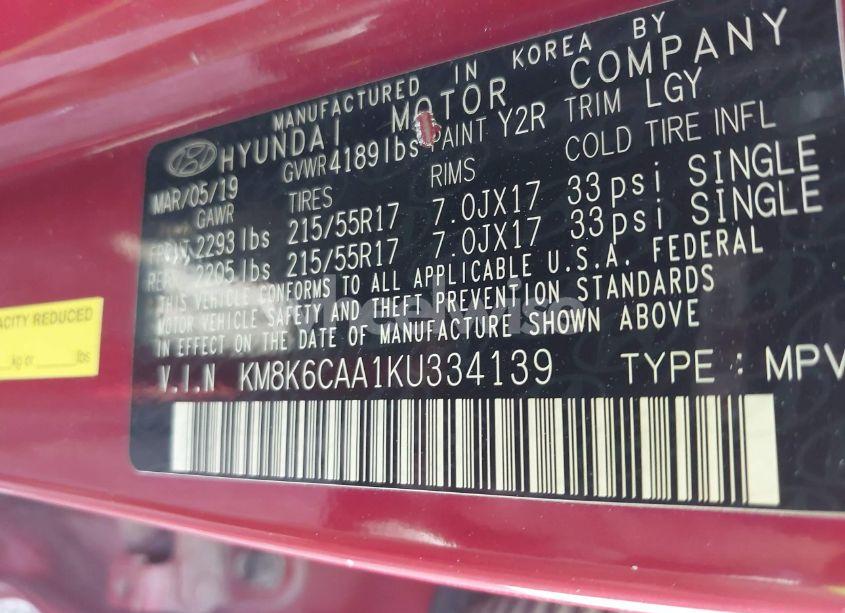 MANUFACTURED IN KOREA BY
HYUNDAI MOTOR COMPANY
MAR/05/19 GVWR 4189lbs PAINT Y2R TRIM LGY
GAWR TIRES RIMS COLD TIRE INFL
FRONT 2293 lbs 215/55R17 7.0JX17 33 psi SINGLE
REAR 2205 lbs 215/55R17 7.0JX17 33 psi SINGLE
THIS VEHICLE CONFORMS TO ALL APPLICABLE U.S.A. FEDERAL
MOTOR VEHICLE SAFETY AND THEFT PREVENTION STANDARDS
IN EFFECT ON THE DATE OF MANUFACTURE SHOWN ABOVE
V.I.N KM8K6CAA1KU334139 TYPE : MPV
ACITY REDUCED
kg or lbs